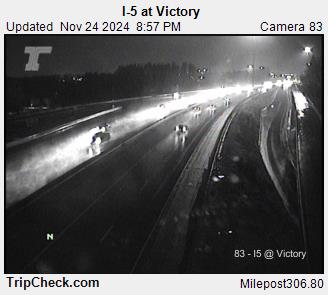 I-5 at Victory
Updated Nov 24 2024 8:57 PM Camera 83
T
N
83 - I5 @ Victory
TripCheck.com Milepost306.80